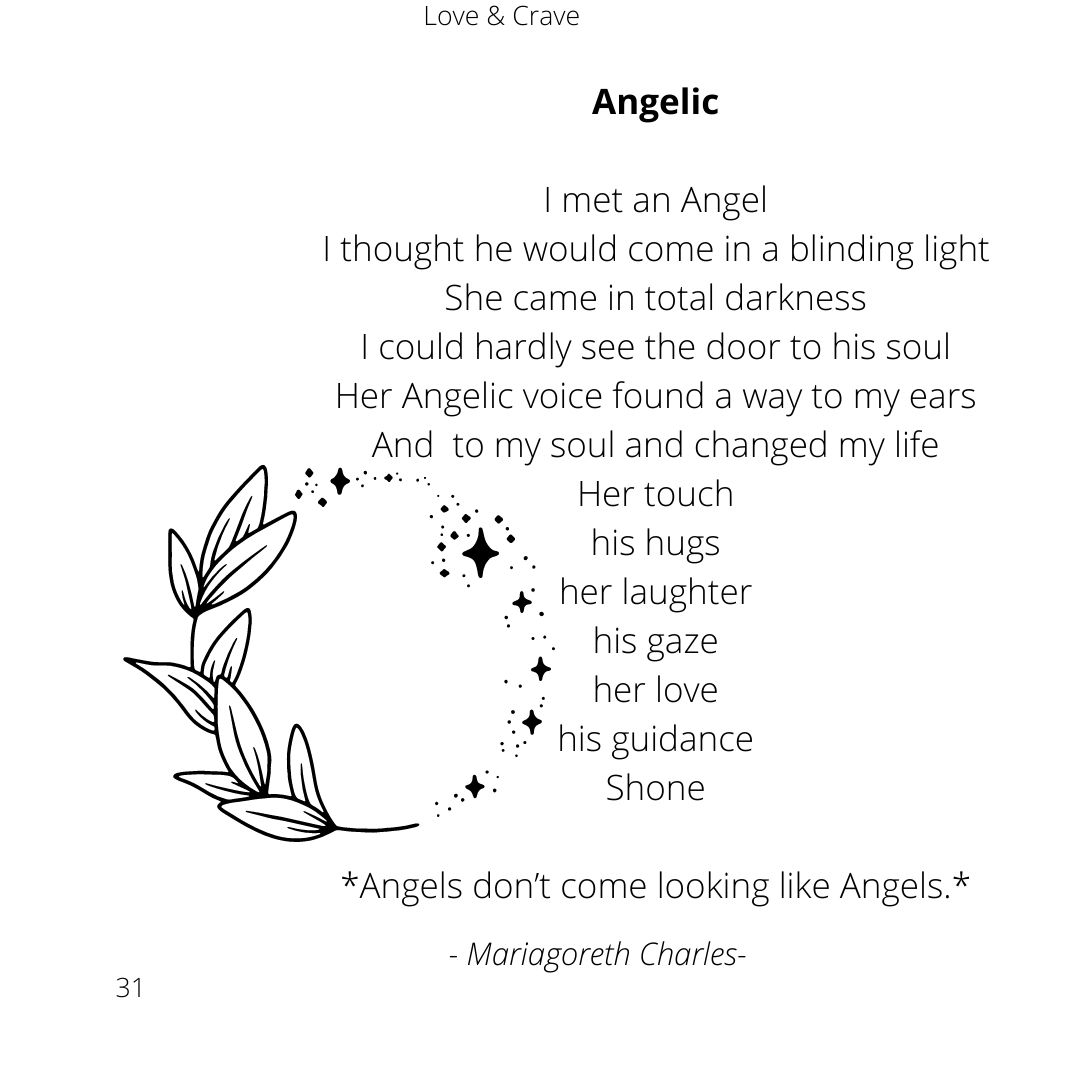 Love & Crave
Angelic
I met an Angel
I thought he would come in a blinding light
She came in total darkness
I could hardly see the door to his soul
Her Angelic voice found a way to my ears
And  to my soul and changed my life
Her touch
his hugs
her laughter
his gaze
her love
his guidance
Shone
*Angels don’t come looking like Angels.*
- Mariagoreth Charles-
31